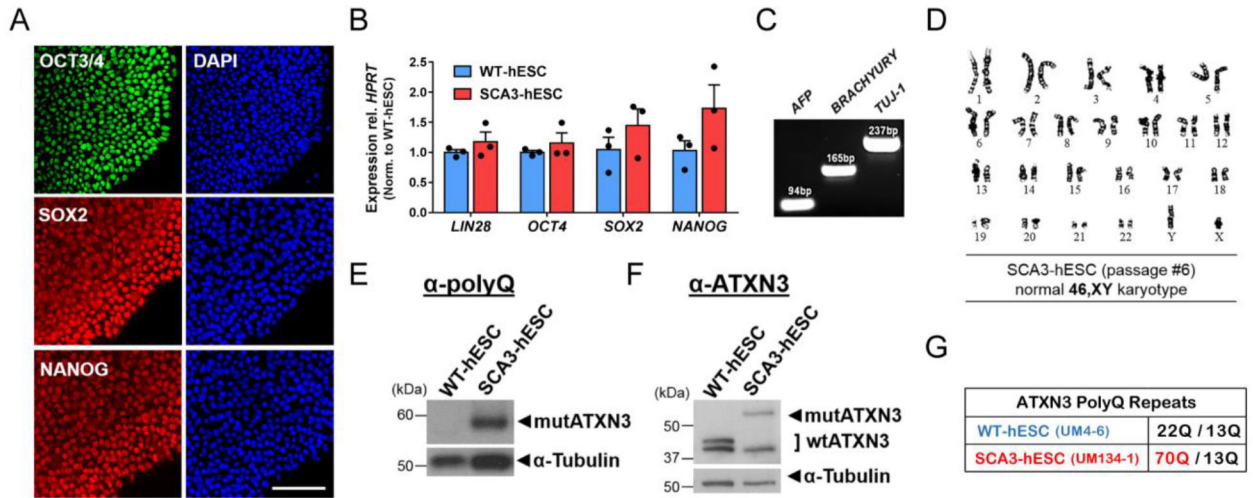 A
OCT3/4
DAPI
SOX2
NANOG
B
Expression rel. HPRT
(Norm. to WT-hESC)
2.5
2.0
1.5
1.0
0.5
0.0
WT-hESC
SCA3-hESC
LIN28
OCT4
SOX2
NANOG
C
AFP
BRACHYURY
TUJ-1
94bp
165bp
237bp
D
1 2 3 4 5
6 7 8 9 10 11 12
13 14 15 16 17 18
19 20 21 22 Y X
SCA3-hESC (passage #6)
normal 46,XY karyotype
E
α-polyQ
WT-hESC
SCA3-hESC
(kDa)
60
mutATXN3
50
α-Tubulin
F
α-ATXN3
WT-hESC
SCA3-hESC
(kDa)
50
mutATXN3
] wtATXN3
37
50
α-Tubulin
G
ATXN3 PolyQ Repeats
WT-hESC (UM4-6) 22Q / 13Q
SCA3-hESC (UM134-1) 70Q / 13Q